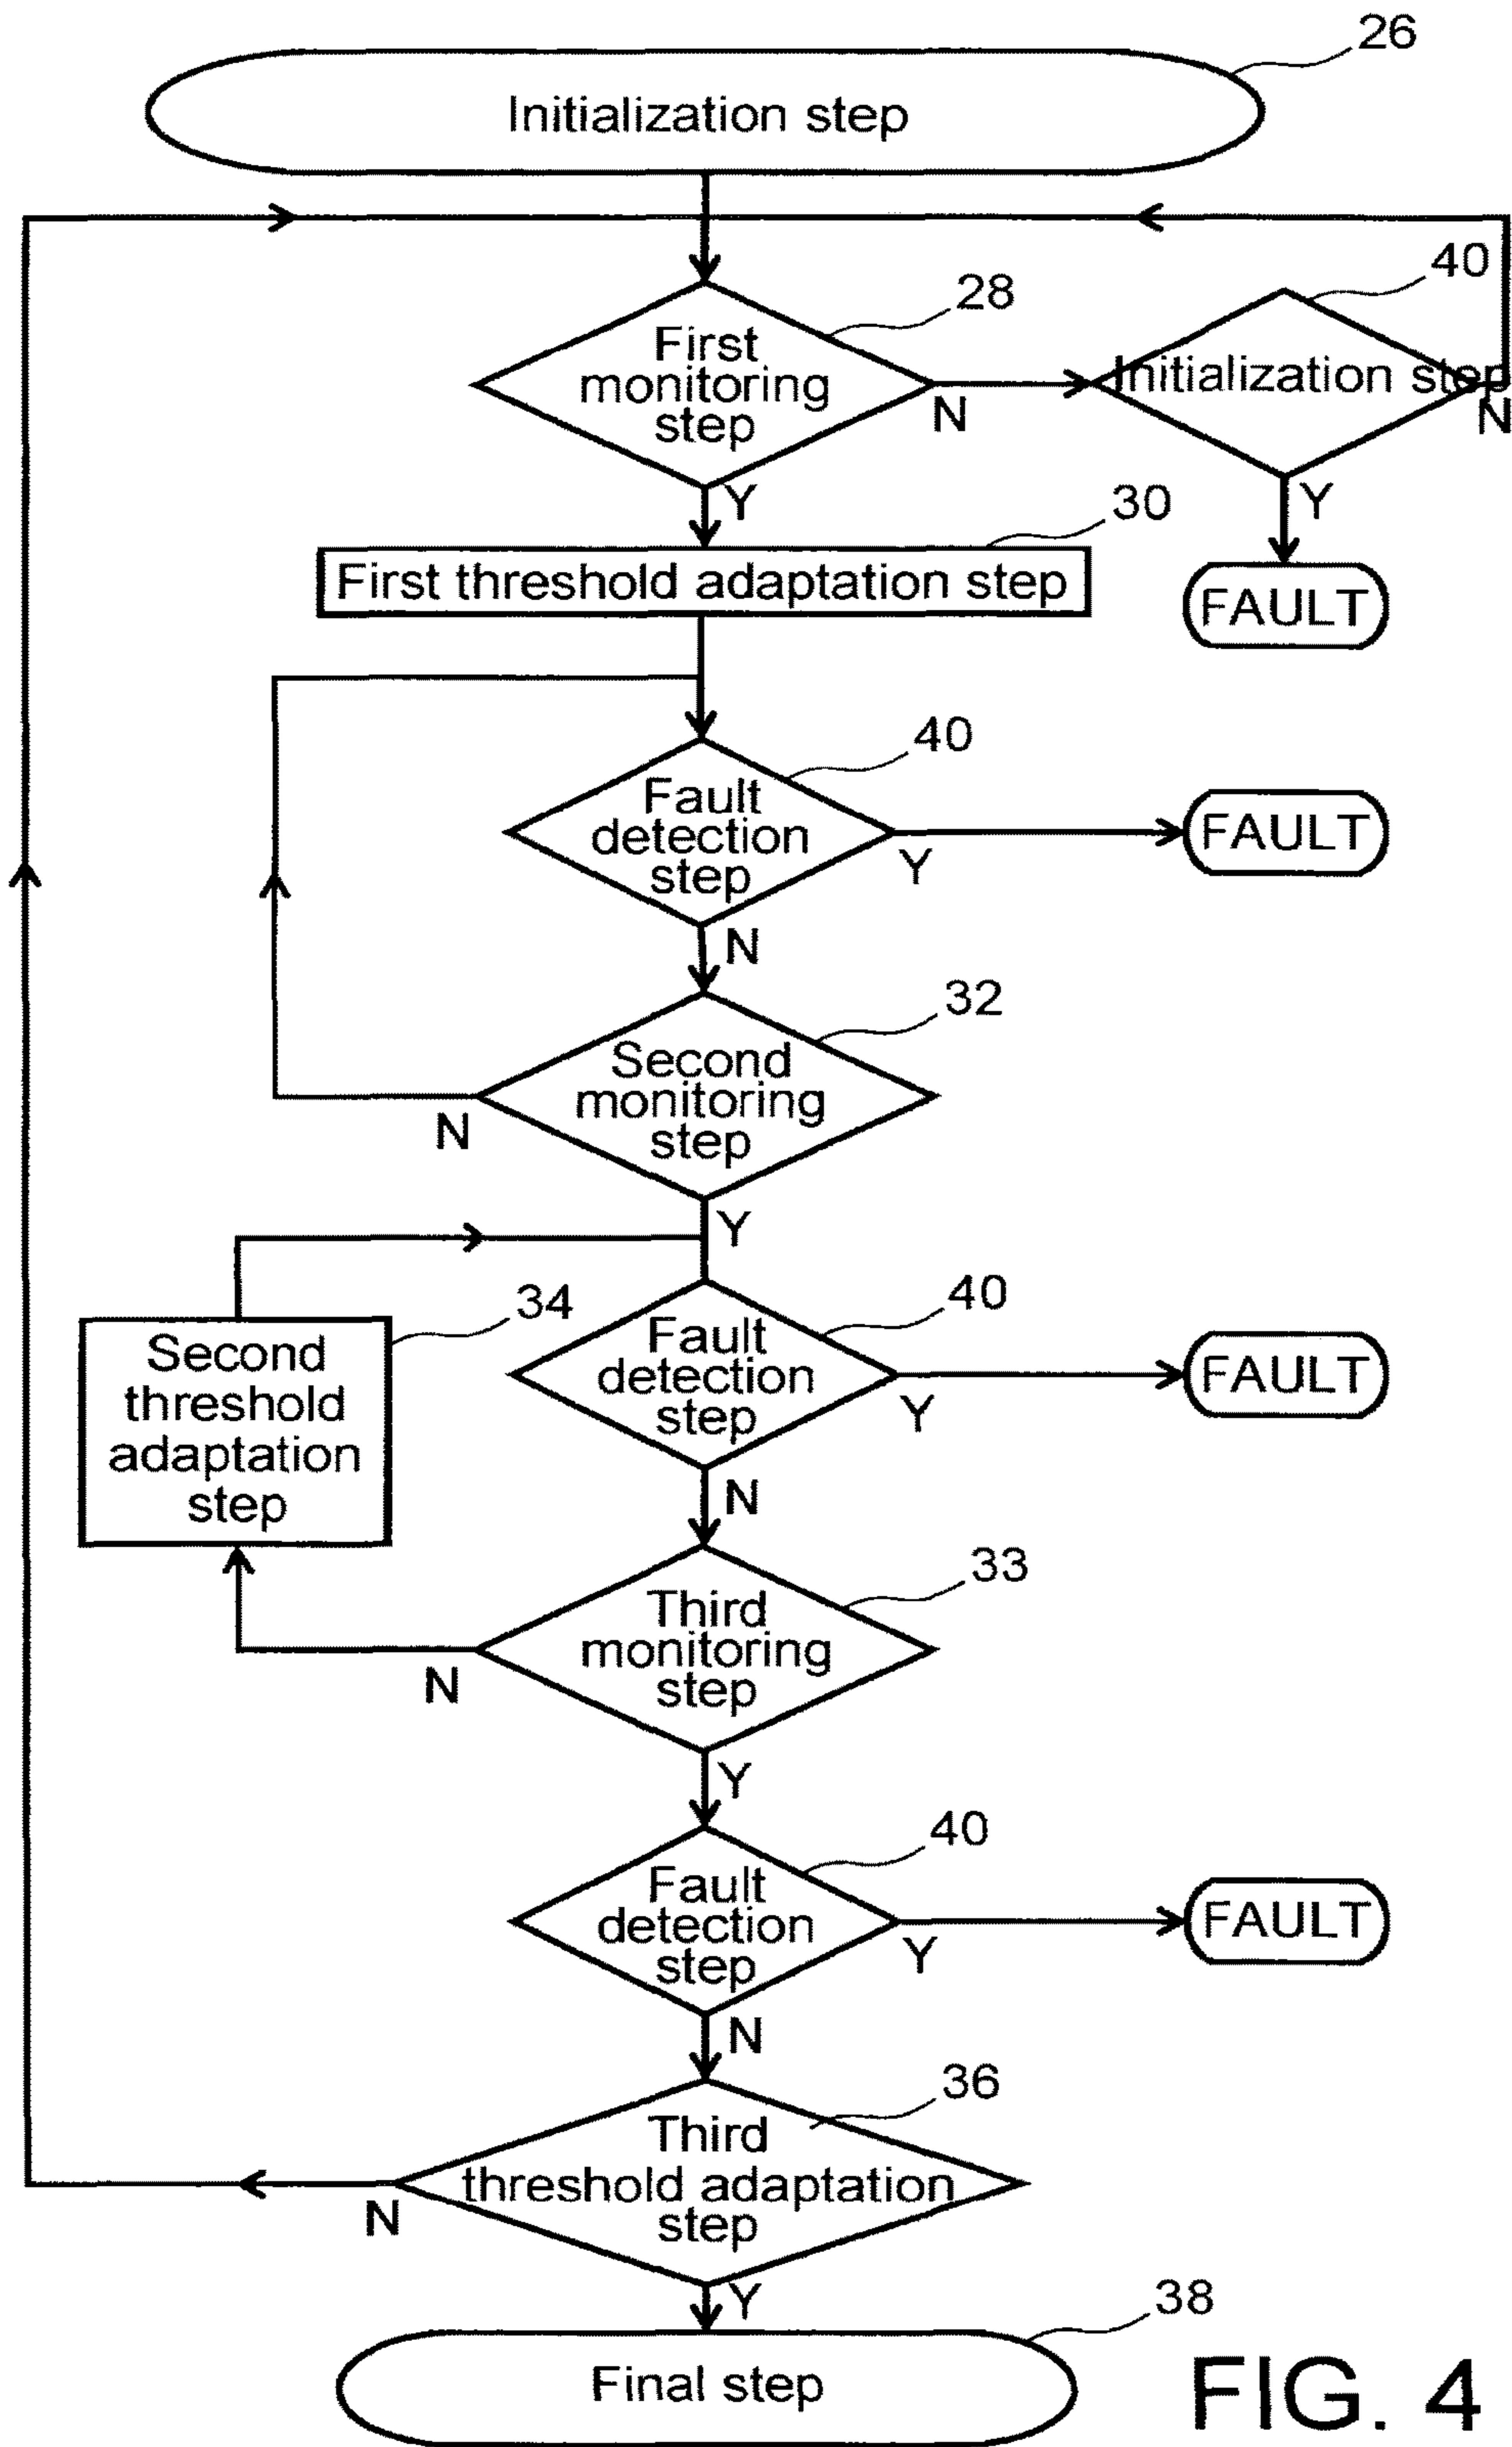 26
Initialization step
40
28
First
monitoring
step
N
Initialization step
N
Y
Y
30
First threshold adaptation step
FAULT
40
Fault
detection
step
Y
FAULT
N
32
Second
monitoring
step
N
Y
34
Second
threshold
adaptation
step
40
Fault
detection
step
Y
FAULT
N
33
Third
monitoring
step
N
Y
40
Fault
detection
step
Y
FAULT
N
36
Third
threshold adaptation
step
N
Y
38
Final step
FIG. 4